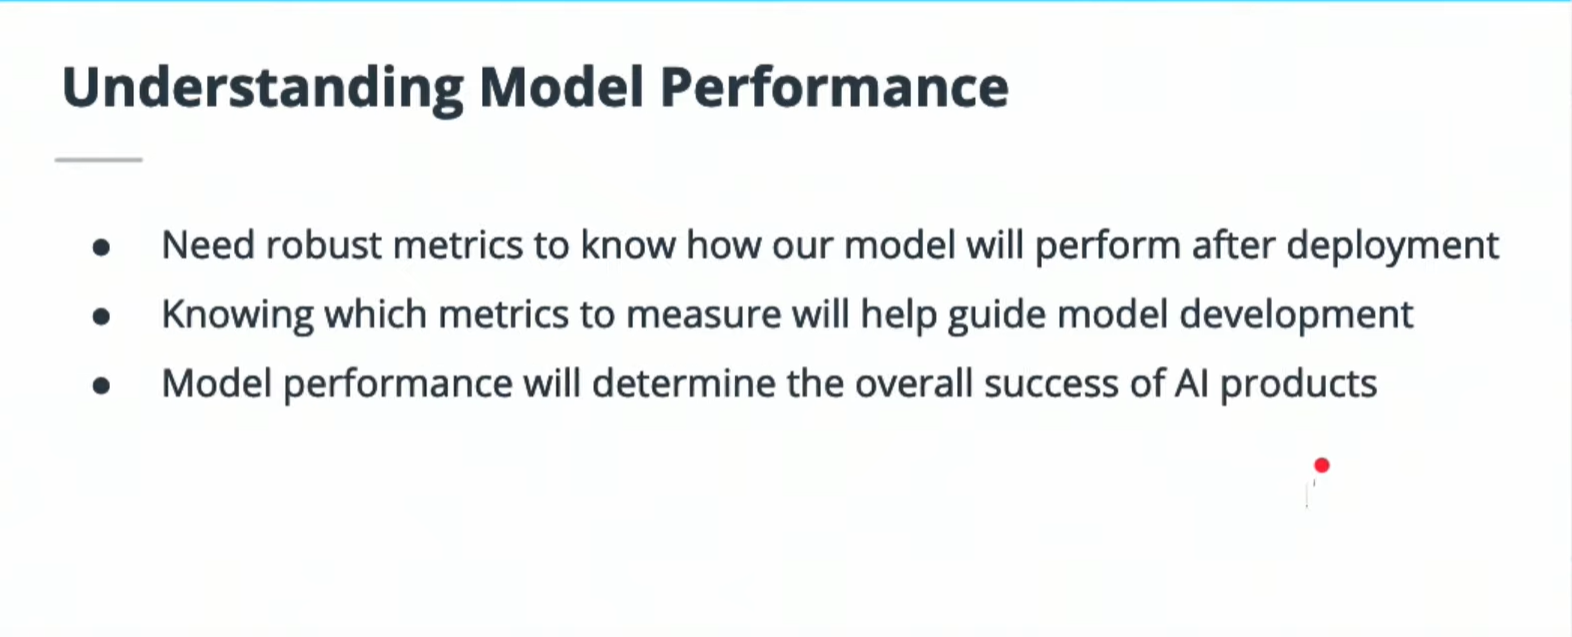 Understanding Model Performance
● Need robust metrics to know how our model will perform after deployment
● Knowing which metrics to measure will help guide model development
● Model performance will determine the overall success of AI products